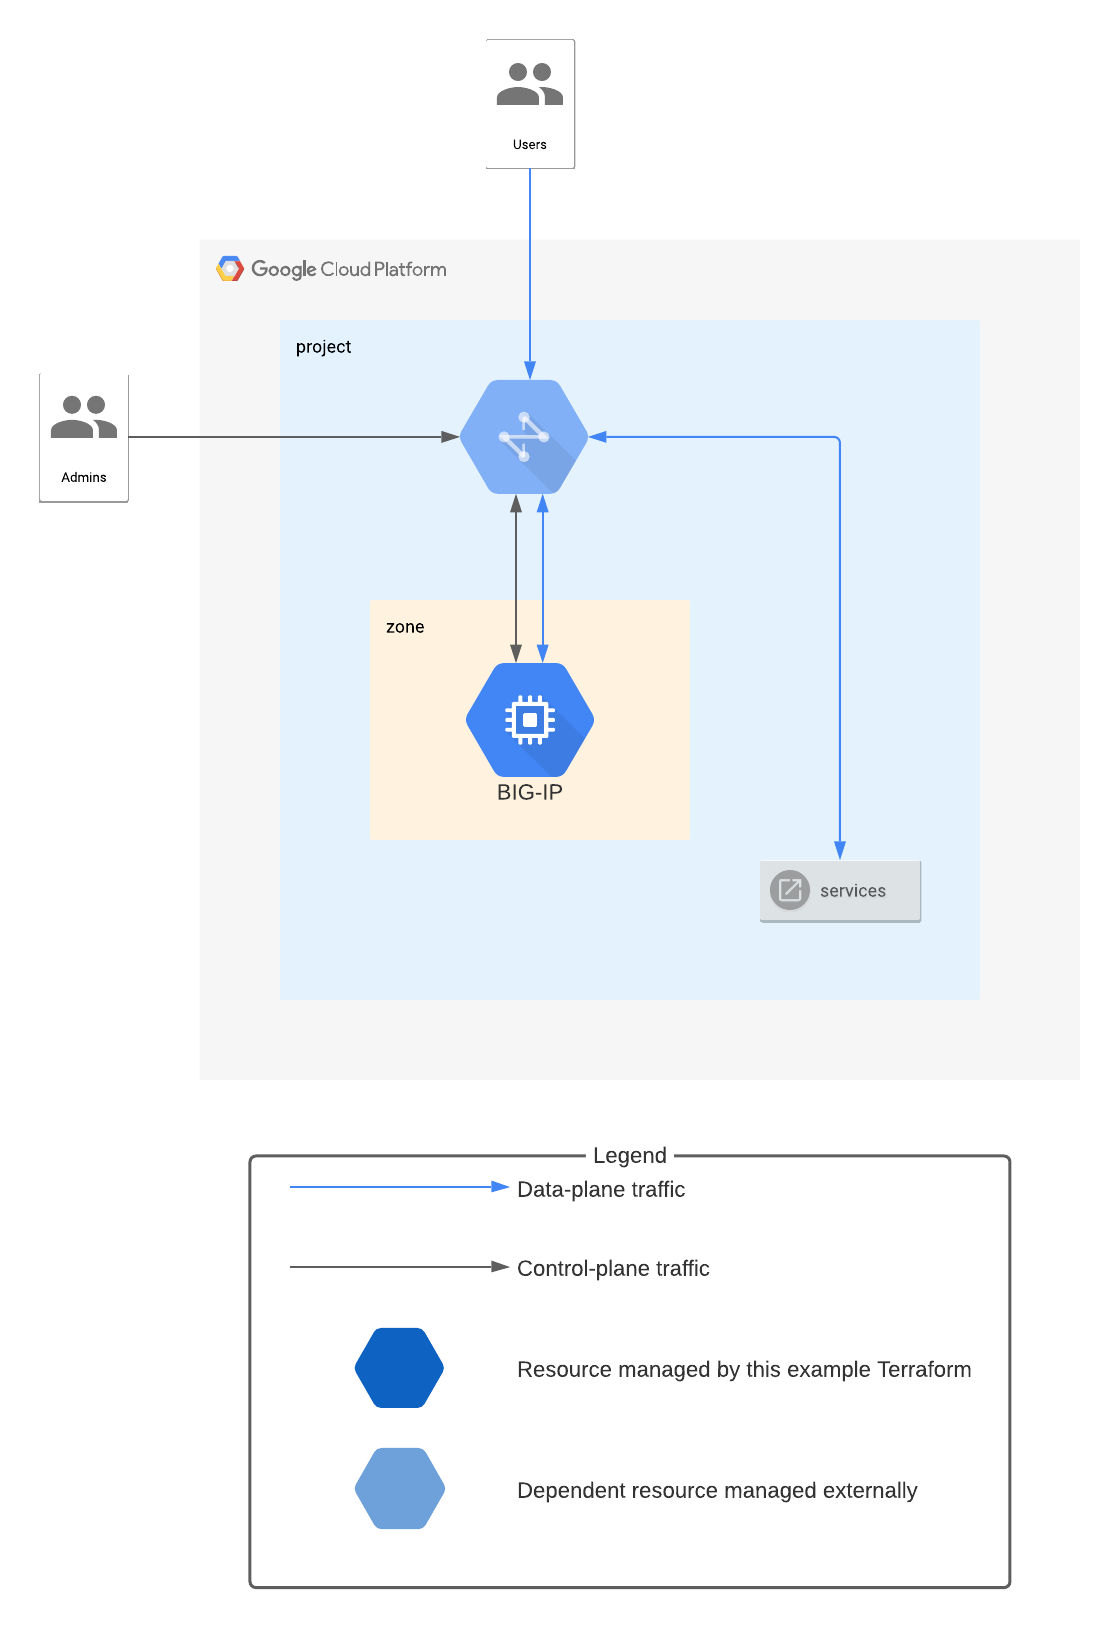 Users
Google Cloud Platform
project
Admins
zone
BIG-IP
services
Legend
Data-plane traffic
Control-plane traffic
Resource managed by this example Terraform
Dependent resource managed externally